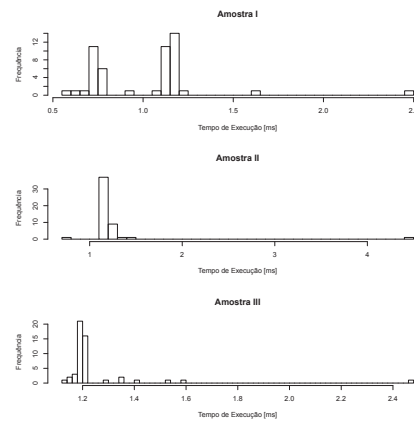 Amostra I
Frequência
0 4 8 12
0.5 1.0 1.5 2.0 2.5
Tempo de Execução [ms]
Amostra II
Frequência
0 10 20 30
1 2 3 4
Tempo de Execução [ms]
Amostra III
Frequência
0 5 10 15 20
1.2 1.4 1.6 1.8 2.0 2.2 2.4
Tempo de Execução [ms]